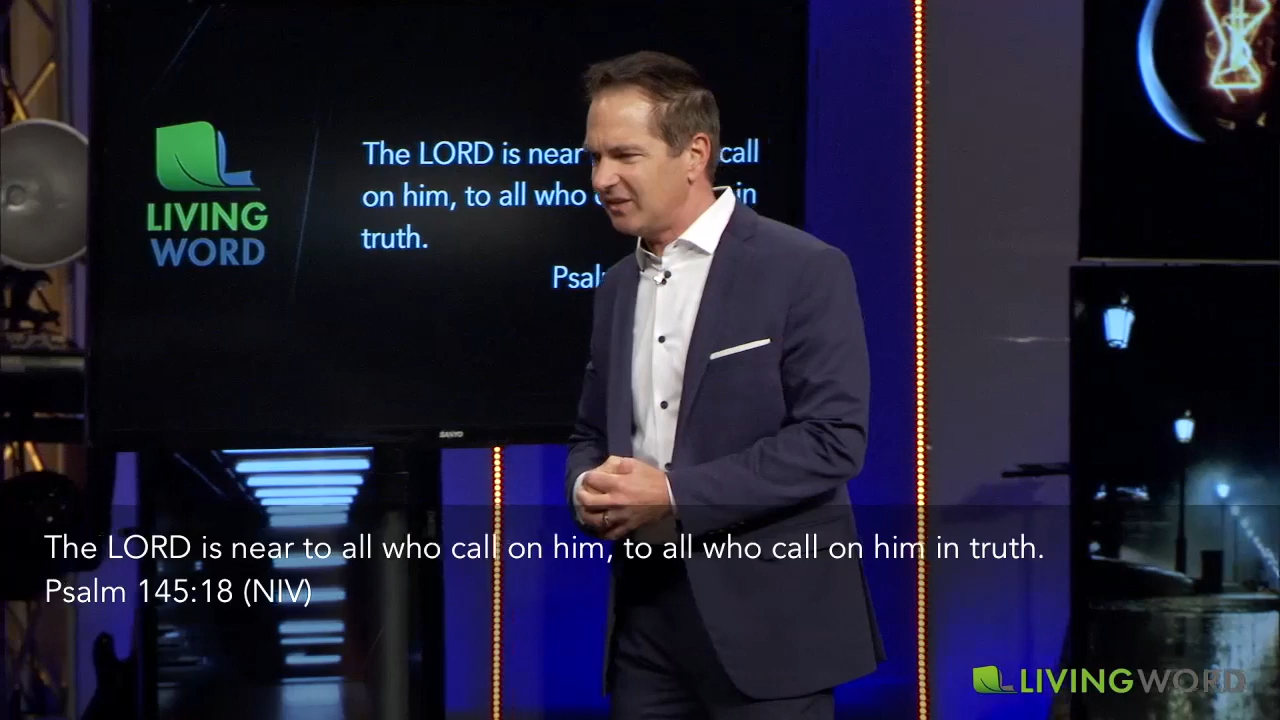 LIVING
WORD
The LORD is near call
on him, to all who in
truth.
Psal
SANYO
The LORD is near to all who call on him, to all who call on him in truth.
Psalm 145:18 (NIV)
LIVINGWORD